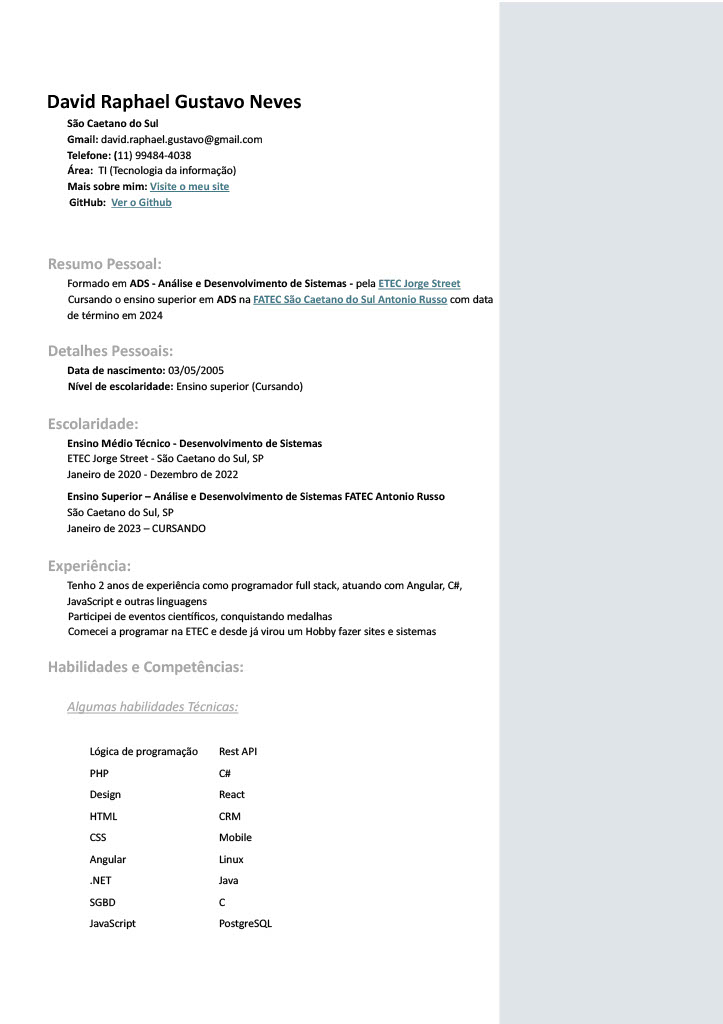 David Raphael Gustavo Neves
São Caetano do Sul
Gmail: david.raphael.gustavo@gmail.com
Telefone: (11) 99484-4038
Área: TI (Tecnologia da informação)
Mais sobre mim: Visite o meu site
GitHub: Ver o Github
Resumo Pessoal:
Formado em ADS - Análise e Desenvolvimento de Sistemas - pela ETEC Jorge Street
Cursando o ensino superior em ADS na FATEC São Caetano do Sul Antonio Russo com data
de término em 2024
Detalhes Pessoais:
Data de nascimento: 03/05/2005
Nível de escolaridade: Ensino superior (Cursando)
Escolaridade:
Ensino Médio Técnico - Desenvolvimento de Sistemas
ETEC Jorge Street - São Caetano do Sul, SP
Janeiro de 2020 - Dezembro de 2022
Ensino Superior – Análise e Desenvolvimento de Sistemas FATEC Antonio Russo
São Caetano do Sul, SP
Janeiro de 2023 – CURSANDO
Experiência:
Tenho 2 anos de experiência como programador full stack, atuando com Angular, C#,
JavaScript e outras linguagens
Participei de eventos científicos, conquistando medalhas
Comecei a programar na ETEC e desde já virou um Hobby fazer sites e sistemas
Habilidades e Competências:
Algumas habilidades Técnicas:
Lógica de programação Rest API
PHP C#
Design React
HTML CRM
CSS Mobile
Angular Linux
.NET Java
SGBD C
JavaScript PostgreSQL